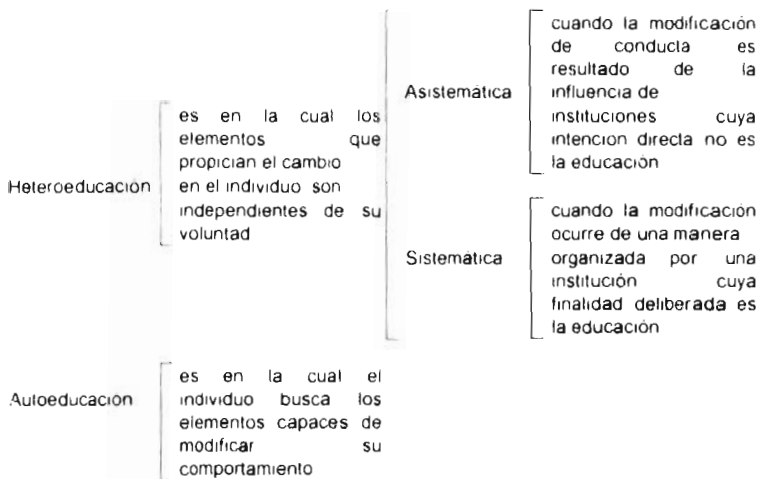 Heteroeducación
es en la cual los
elementos que
propician el cambio
en el individuo son
independientes de su
voluntad
Asistemática
cuando la modificación
de conducta es
resultado de la
influencia de
instituciones cuya
intencion directa no es
la educación
Sistemática
cuando la modificación
ocurre de una manera
organizada por una
institución cuya
finalidad deliberada es
la educación
Autoeducación
es en la cual el
individuo busca los
elementos capaces de
modificar su
comportamiento